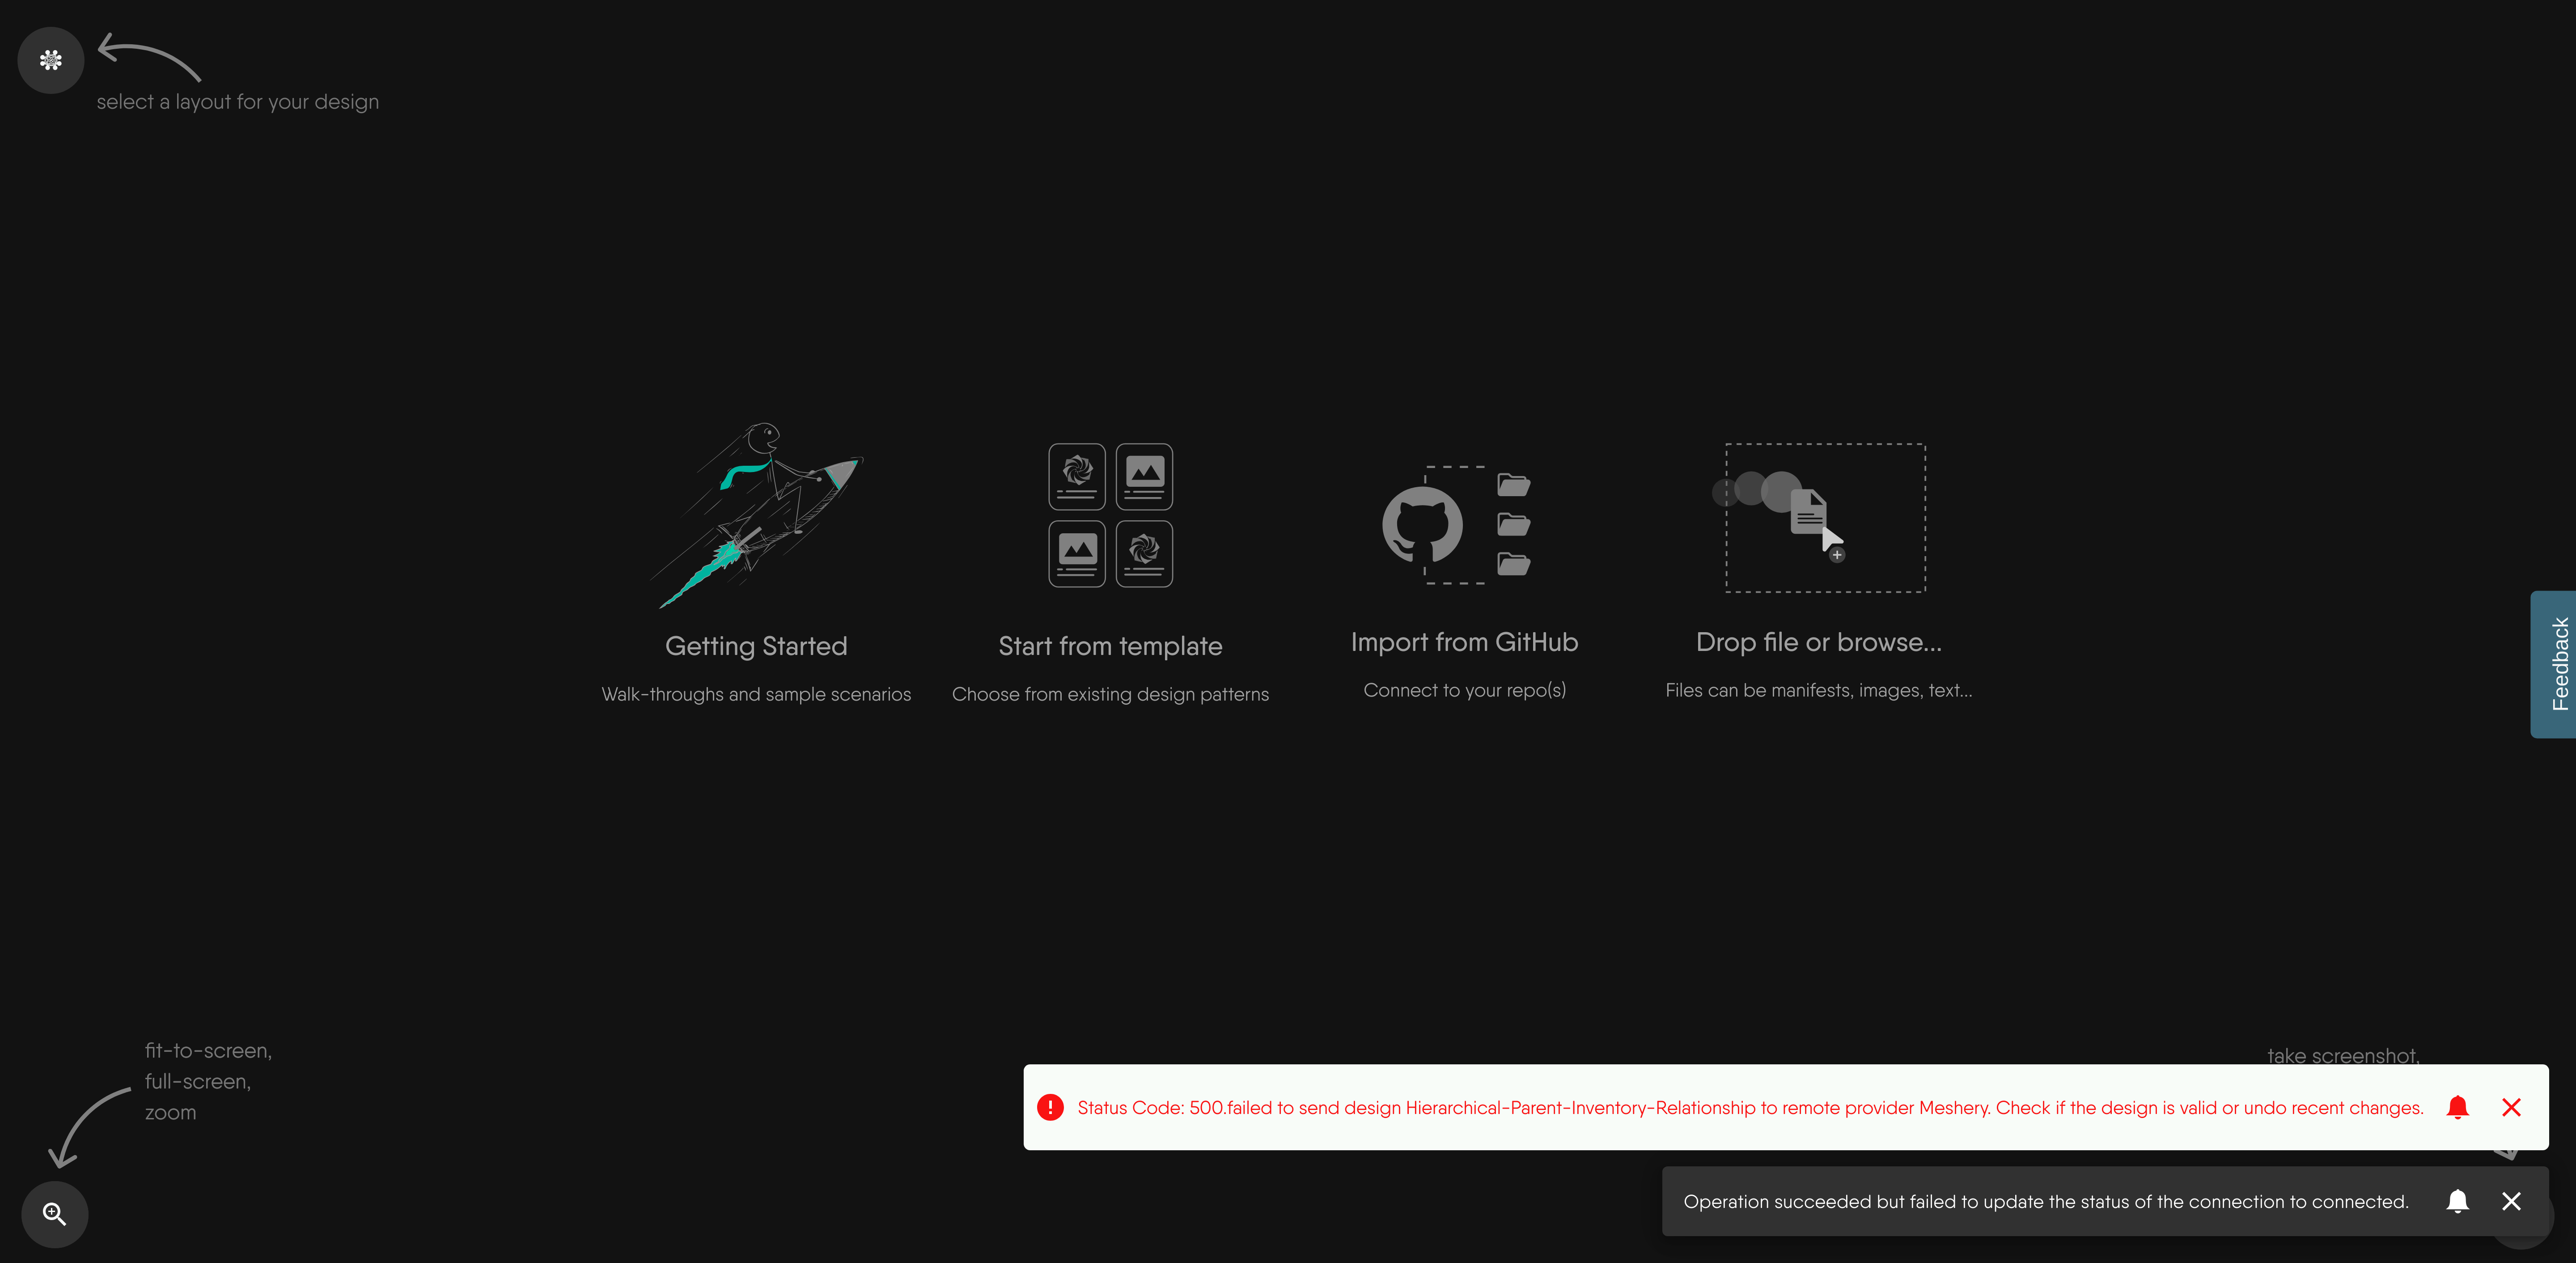 select a layout for your design
Getting Started
Walk-throughs and sample scenarios
Start from template
Choose from existing design patterns
Import from GitHub
Connect to your repo(s)
Drop file or browse...
Files can be manifests, images, text...
Feedback
fit-to-screen,
full-screen,
zoom
take screenshot,
Status Code: 500.failed to send design Hierarchical-Parent-Inventory-Relationship to remote provider Meshery. Check if the design is valid or undo recent changes.
Operation succeeded but failed to update the status of the connection to connected.